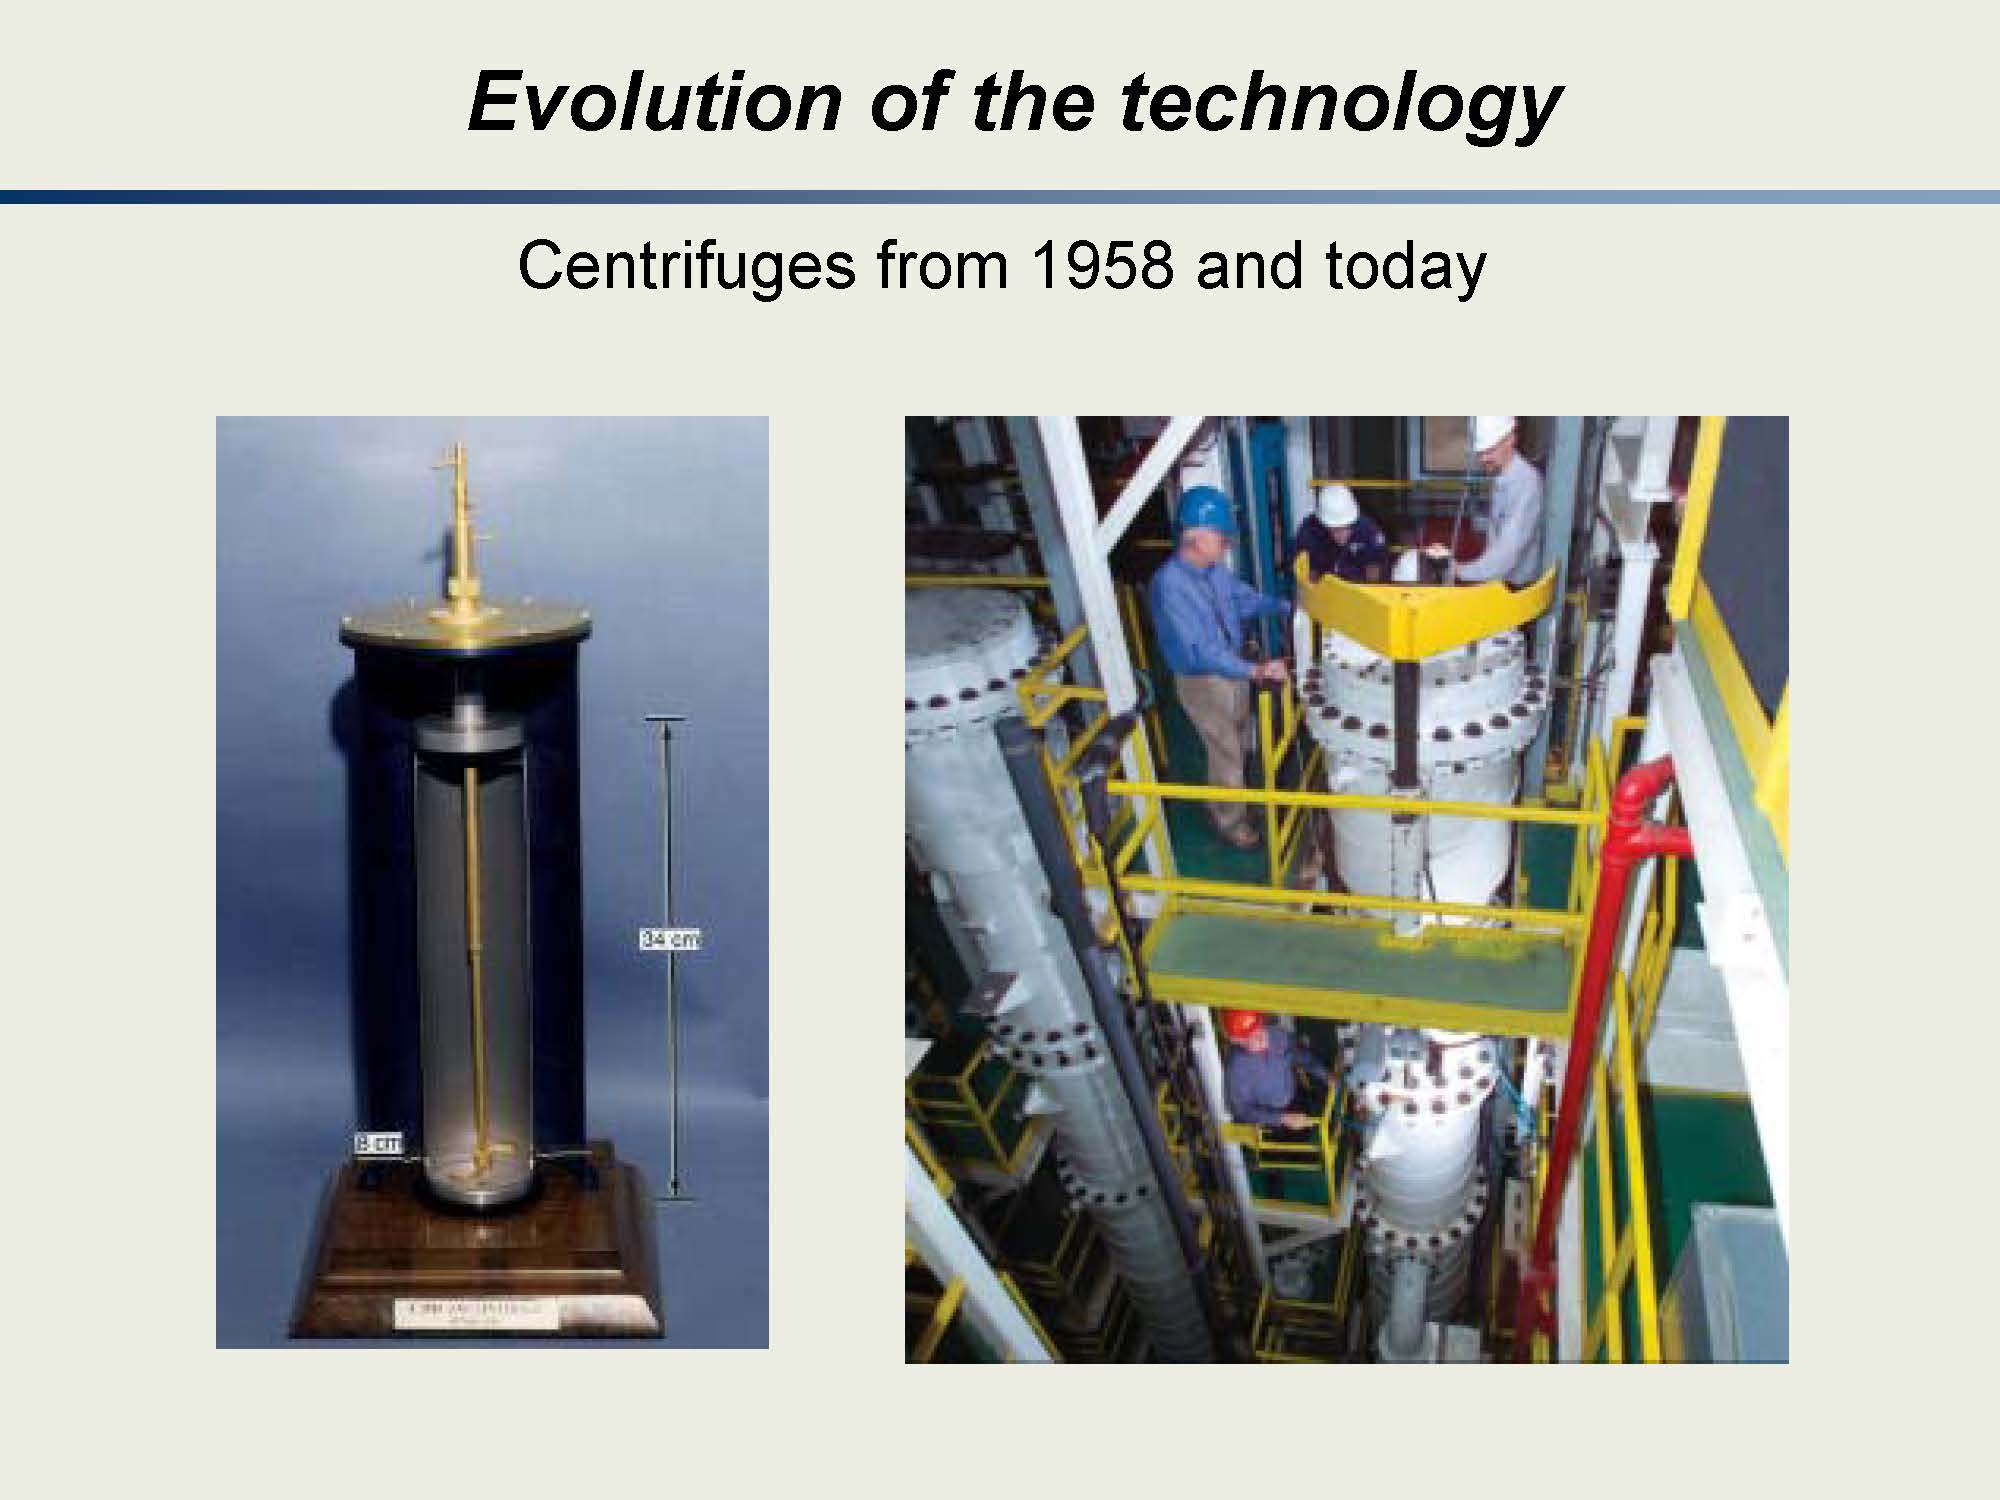 Evolution of the technology
Centrifuges from 1958 and today
34 cm
8 cm